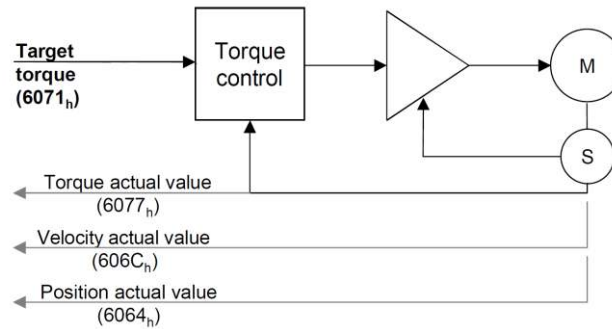 Target
torque
(6071h)
Torque
control
M
S
Torque actual value
(6077h)
Velocity actual value
(606Ch)
Position actual value
(6064h)